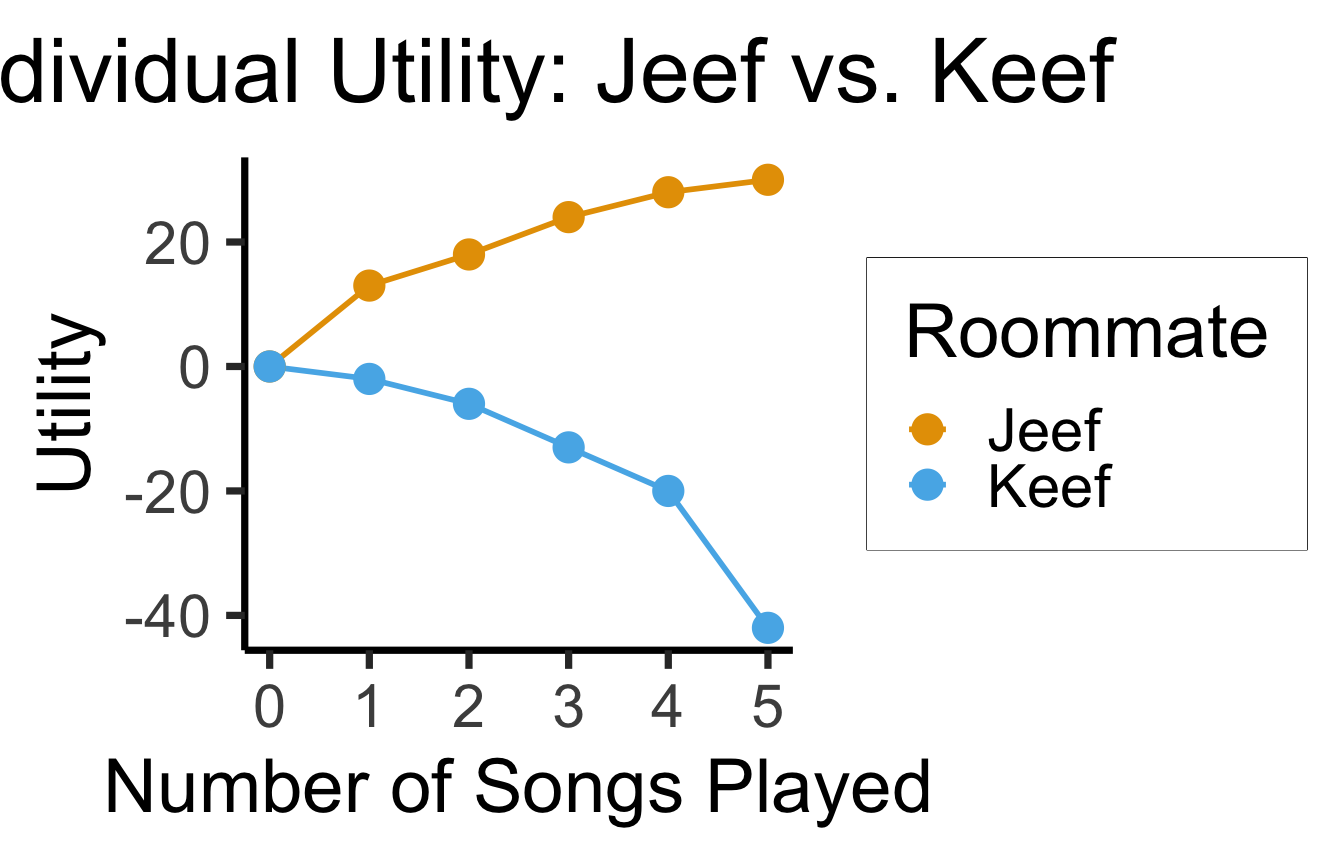 dividual Utility: Jeef vs. Keef
Utility
20
0
-20
-40
0 1 2 3 4 5
Number of Songs Played
Roommate
Jeef
Keef